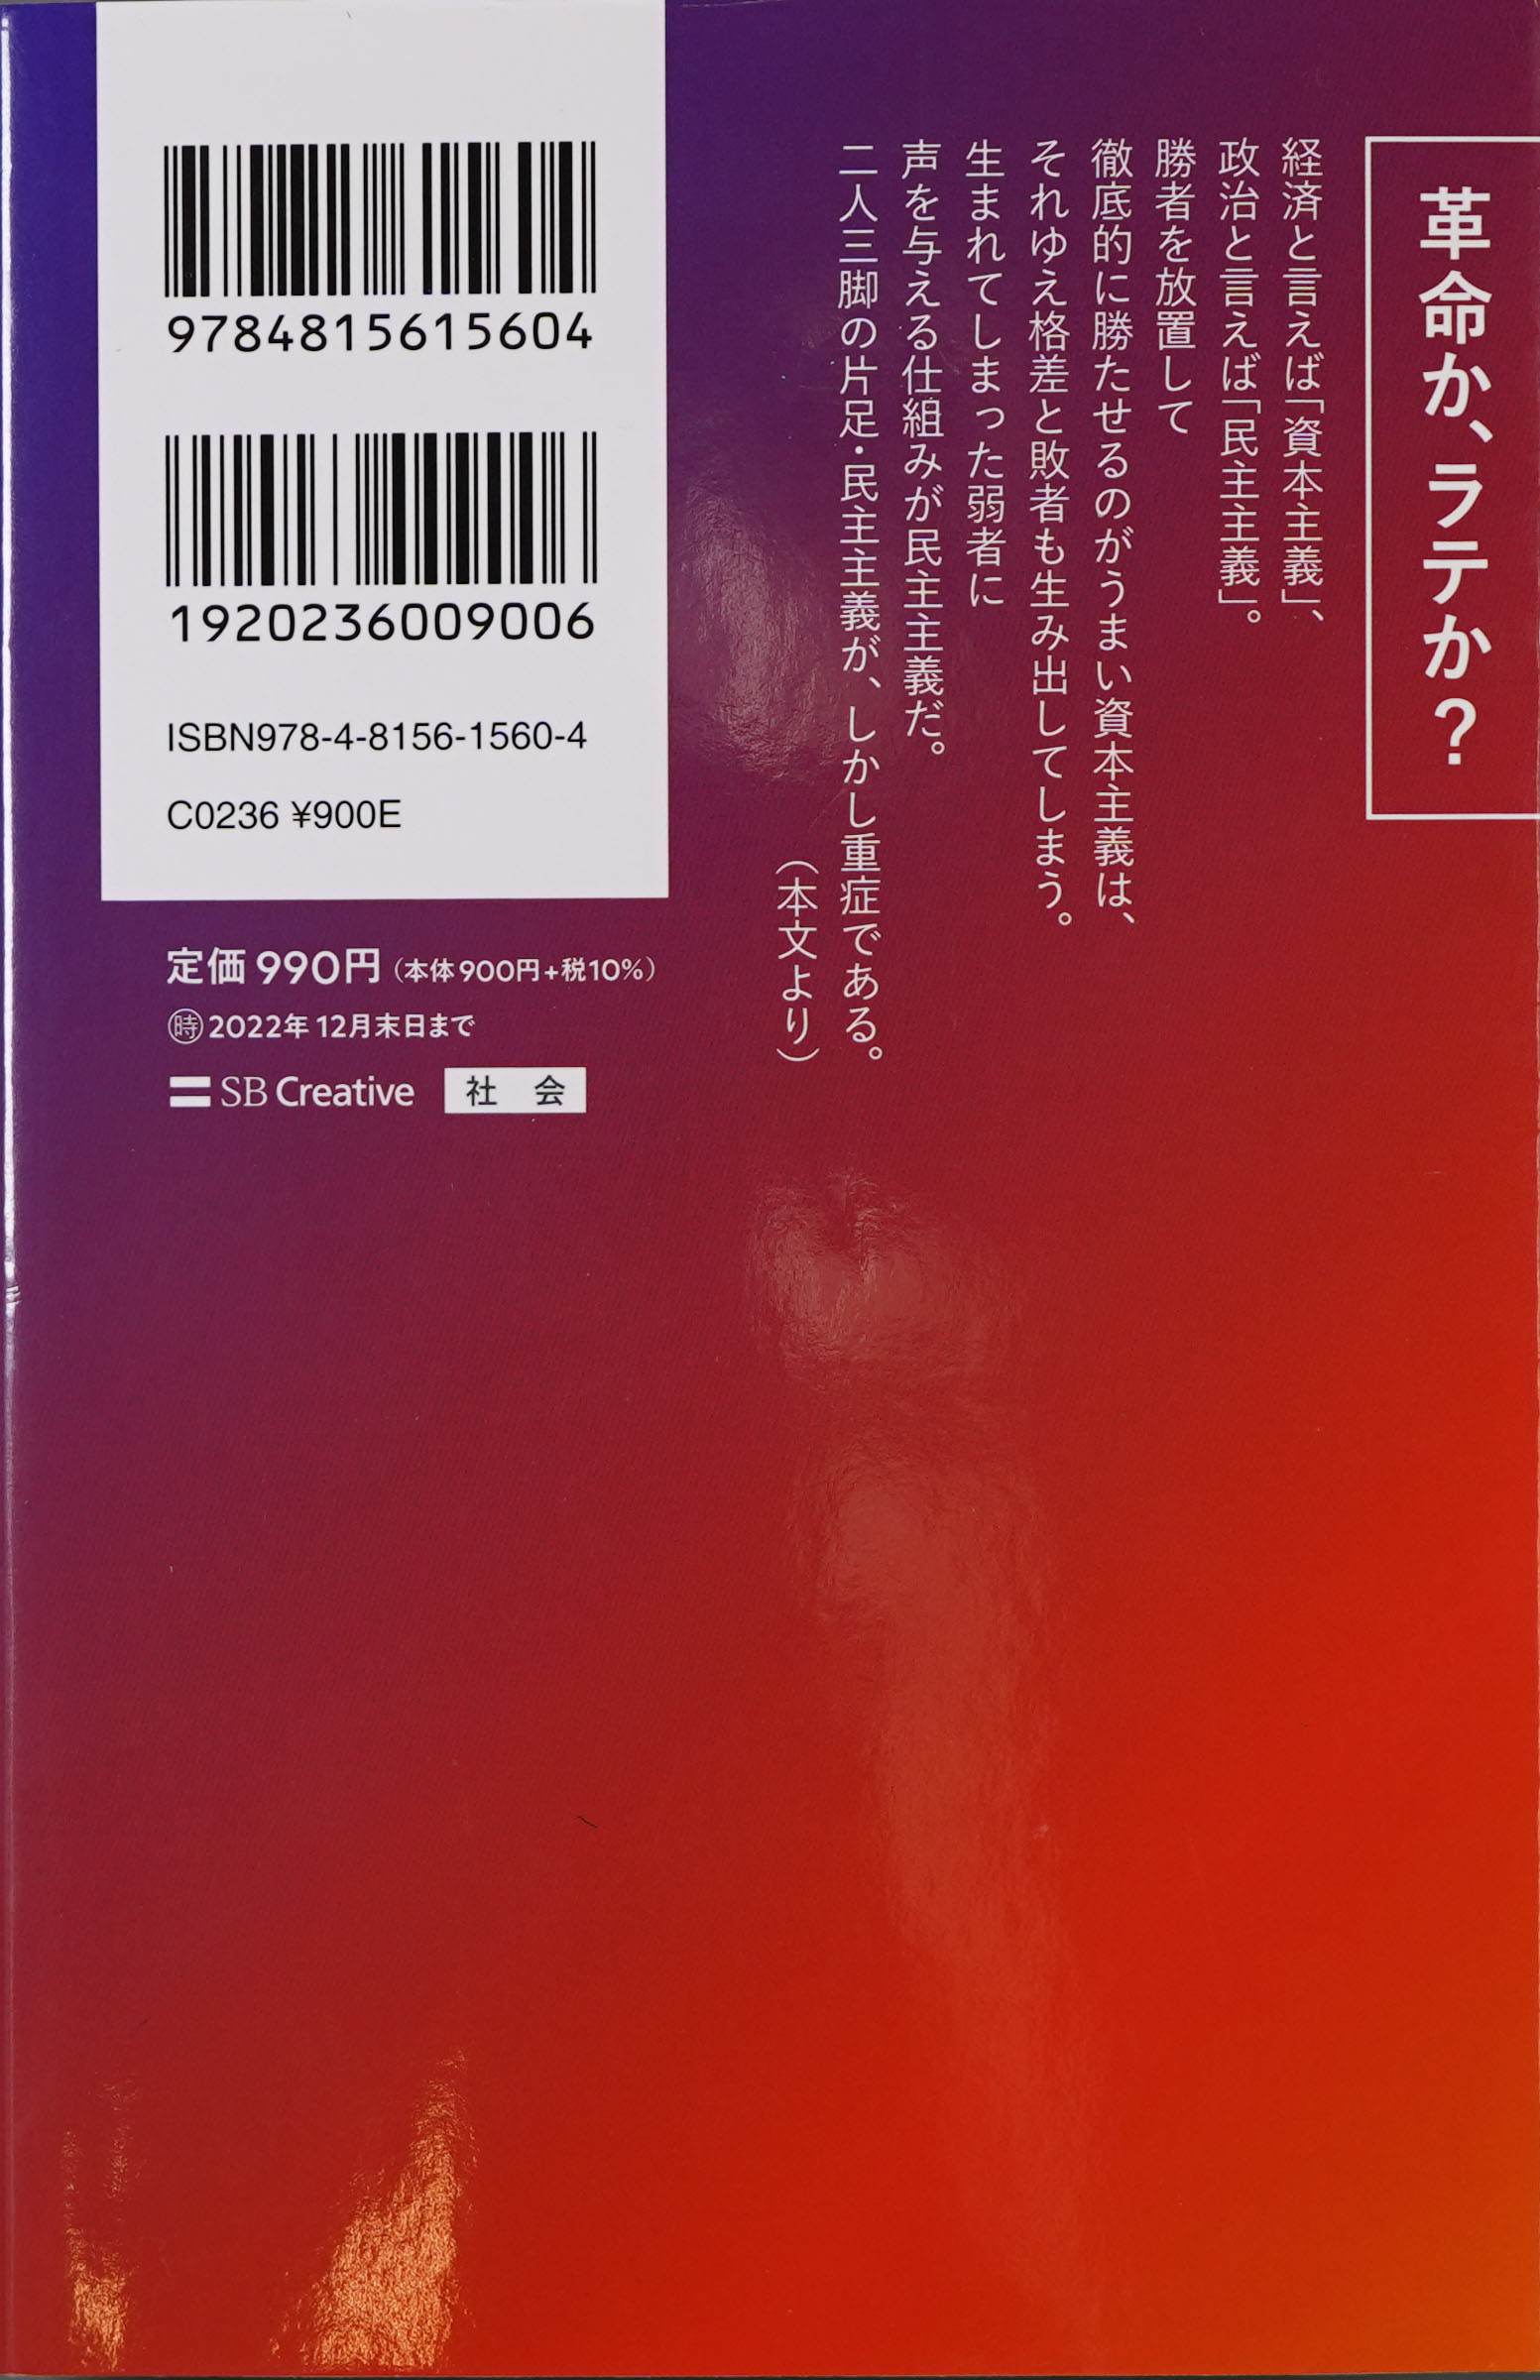 革命か、ラテか?
経済と言えば「資本主義」、
政治と言えば「民主主義」。
勝者を放置して
徹底的に勝たせるのがうまい資本主義は、
それゆえ格差と敗者も生み出してしまう。
生まれてしまった弱者に
声を与える仕組みが民主主義だ。
二人三脚の片足・民主主義が、しかし重症である。
(本文より)
9784815615604
1920236009006
ISBN978-4-8156-1560-4
C0236 ¥900E
定価990円(本体900円+税10%)
㊕2022年12月末日まで
SB Creative
社会